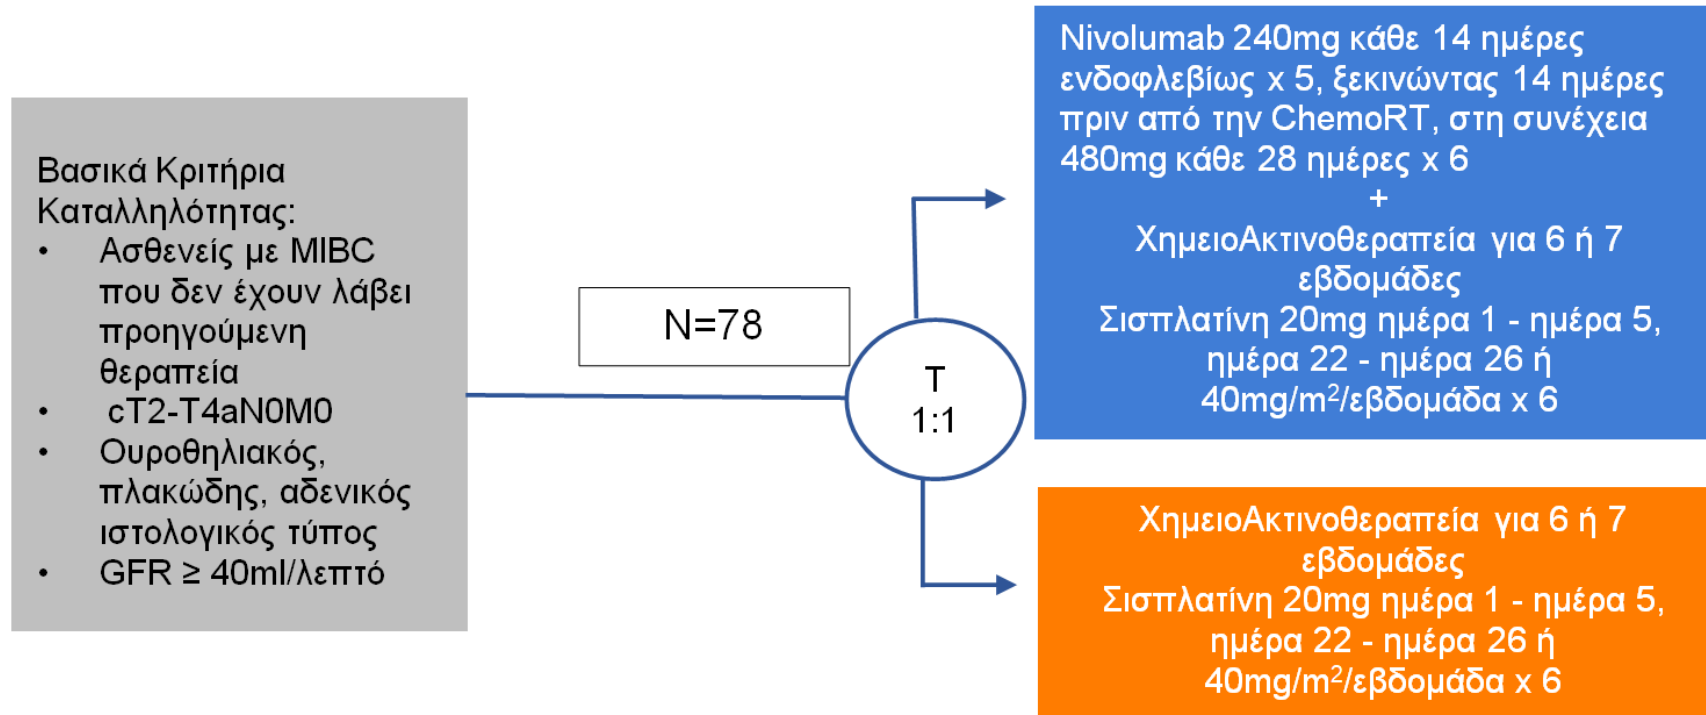 Βασικά Κριτήρια
Καταλληλότητας:
• Ασθενείς με MIBC
που δεν έχουν λάβει
προηγούμενη
θεραπεία
• cT2-T4aN0M0
• Ουροθηλιακός,
πλακώδης, αδενικός
ιστολογικός τύπος
• GFR ≥ 40ml/λεπτό
N=78
Τ
1:1
Nivolumab 240mg κάθε 14 ημέρες
ενδοφλεβίως x 5, ξεκινώντας 14 ημέρες
πριν από την ChemoRT, στη συνέχεια
480mg κάθε 28 ημέρες x 6
+
ΧημειοΑκτινοθεραπεία για 6 ή 7
εβδομάδες
Σισπλατίνη 20mg ημέρα 1 - ημέρα 5,
ημέρα 22 - ημέρα 26 ή
40mg/m²/εβδομάδα x 6
ΧημειοΑκτινοθεραπεία για 6 ή 7
εβδομάδες
Σισπλατίνη 20mg ημέρα 1 - ημέρα 5,
ημέρα 22 - ημέρα 26 ή
40mg/m²/εβδομάδα x 6